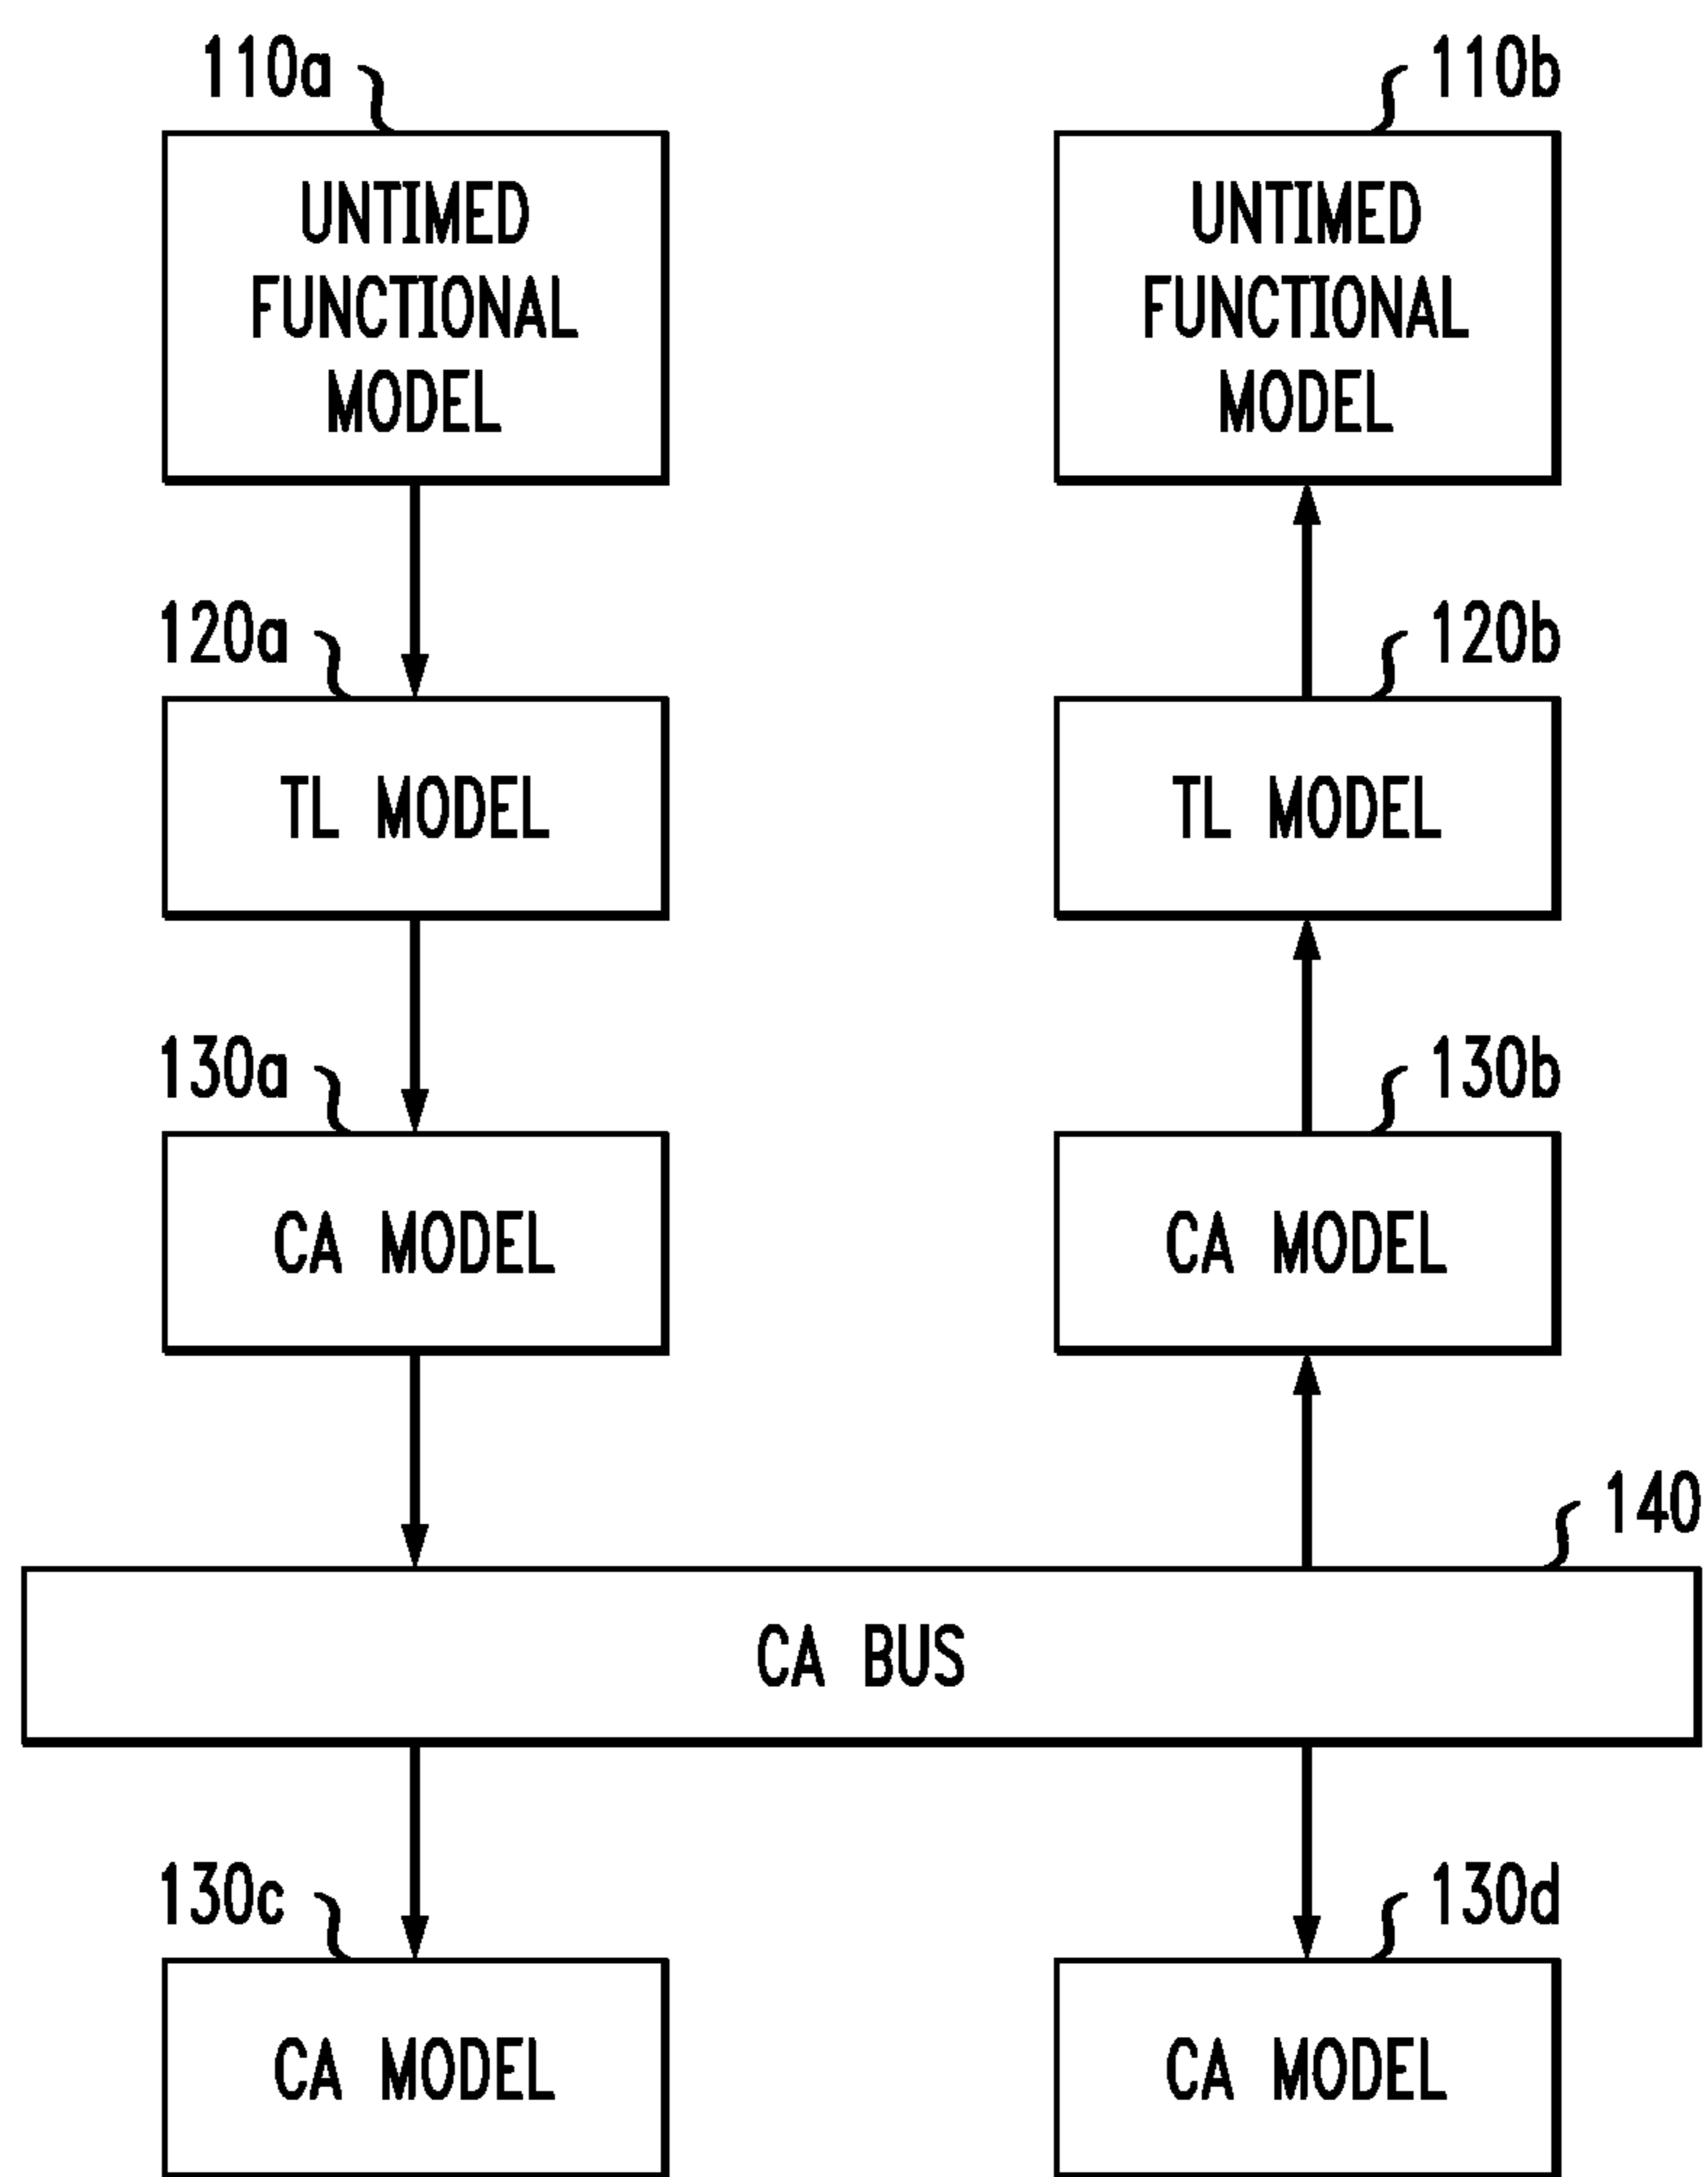 110a
110b
UNTIMED
FUNCTIONAL
MODEL
UNTIMED
FUNCTIONAL
MODEL
120a
120b
TL MODEL
TL MODEL
130a
130b
CA MODEL
CA MODEL
140
CA BUS
130c
130d
CA MODEL
CA MODEL